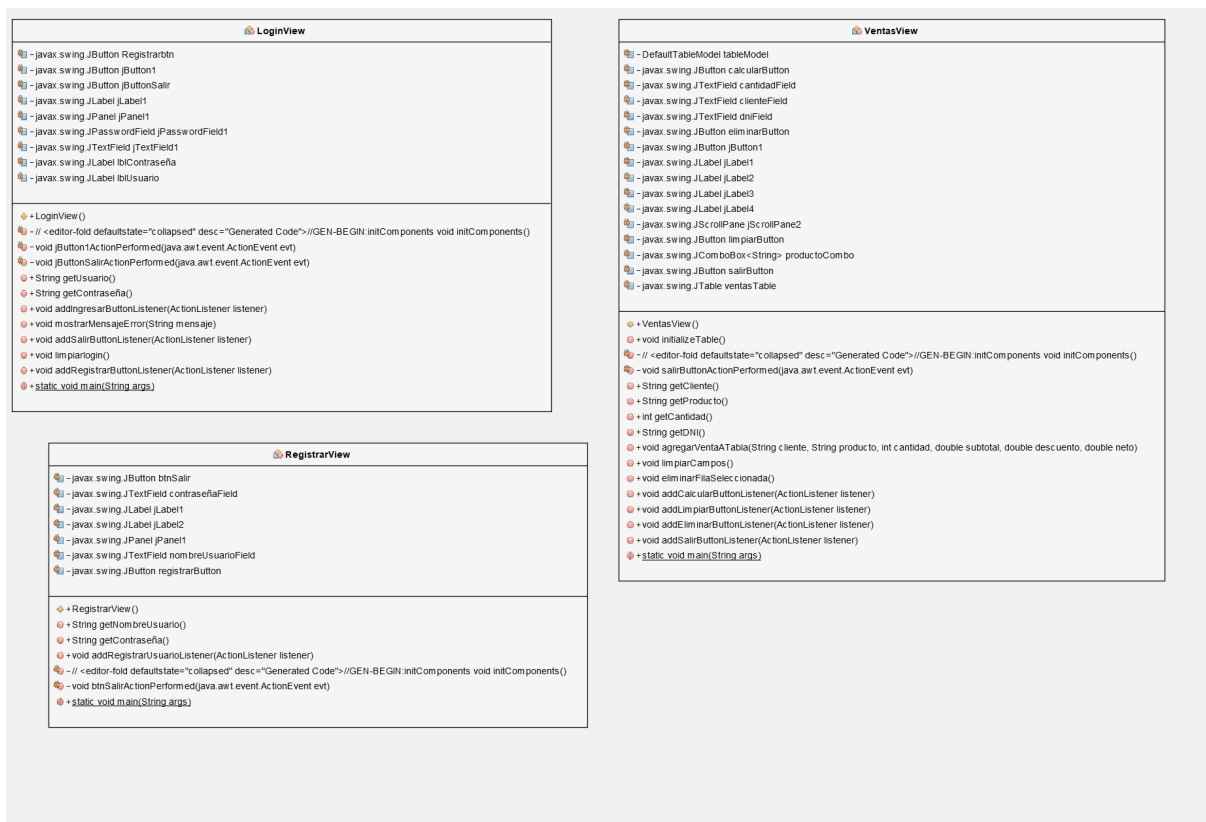 LoginView
- javax.swing.JButton Registrarbtn
- javax.swing.JButton jButton1
- javax.swing.JButton jButtonSalir
- javax.swing.JLabel jLabel1
- javax.swing.JPanel jPanel1
- javax.swing.JPasswordField jPasswordField1
- javax.swing.JTextField jTextField1
- javax.swing.JLabel lblContraseña
- javax.swing.JLabel lblUsuario
+ LoginView()
- // <editor-fold defaultstate="collapsed" desc="Generated Code">//GEN-BEGIN:initComponents void initComponents()
- void jButton1ActionPerformed(java.awt.event.ActionEvent evt)
- void jButtonSalirActionPerformed(java.awt.event.ActionEvent evt)
+ String getUsuario()
+ String getContraseña()
+ void addIngresarButtonListener(ActionListener listener)
+ void mostrarMensajeError(String mensaje)
+ void addSalirButtonListener(ActionListener listener)
+ void limpiarlogin()
+ void addRegistrarButtonListener(ActionListener listener)
+ static void main(String args)
VentasView
- DefaultTableModel tableModel
- javax.swing.JButton calcularButton
- javax.swing.JTextField cantidadField
- javax.swing.JTextField clienteField
- javax.swing.JTextField dniField
- javax.swing.JButton eliminarButton
- javax.swing.JButton jButton1
- javax.swing.JLabel jLabel1
- javax.swing.JLabel jLabel2
- javax.swing.JLabel jLabel3
- javax.swing.JLabel jLabel4
- javax.swing.JScrollPane jScrollPane2
- javax.swing.JButton limpiarButton
- javax.swing.JComboBox<String> productoCombo
- javax.swing.JButton salirButton
- javax.swing.JTable ventasTable
+ VentasView()
+ void initializeTable()
- // <editor-fold defaultstate="collapsed" desc="Generated Code">//GEN-BEGIN:initComponents void initComponents()
- void salirButtonActionPerformed(java.awt.event.ActionEvent evt)
+ String getCliente()
+ String getProducto()
+ int getCantidad()
+ String getDNI()
+ void agregarVentaATabla(String cliente, String producto, int cantidad, double subtotal, double descuento, double neto)
+ void limpiarCampos()
+ void eliminarFilaSeleccionada()
+ void addCalcularButtonListener(ActionListener listener)
+ void addLimpiarButtonListener(ActionListener listener)
+ void addEliminarButtonListener(ActionListener listener)
+ void addSalirButtonListener(ActionListener listener)
+ static void main(String args)
RegistrarView
- javax.swing.JButton btnSalir
- javax.swing.JTextField contraseñaField
- javax.swing.JLabel jLabel1
- javax.swing.JLabel jLabel2
- javax.swing.JPanel jPanel1
- javax.swing.JTextField nombreUsuarioField
- javax.swing.JButton registrarButton
+ RegistrarView()
+ String getNombreUsuario()
+ String getContraseña()
+ void addRegistrarUsuarioListener(ActionListener listener)
- // <editor-fold defaultstate="collapsed" desc="Generated Code">//GEN-BEGIN:initComponents void initComponents()
- void btnSalirActionPerformed(java.awt.event.ActionEvent evt)
+ static void main(String args)